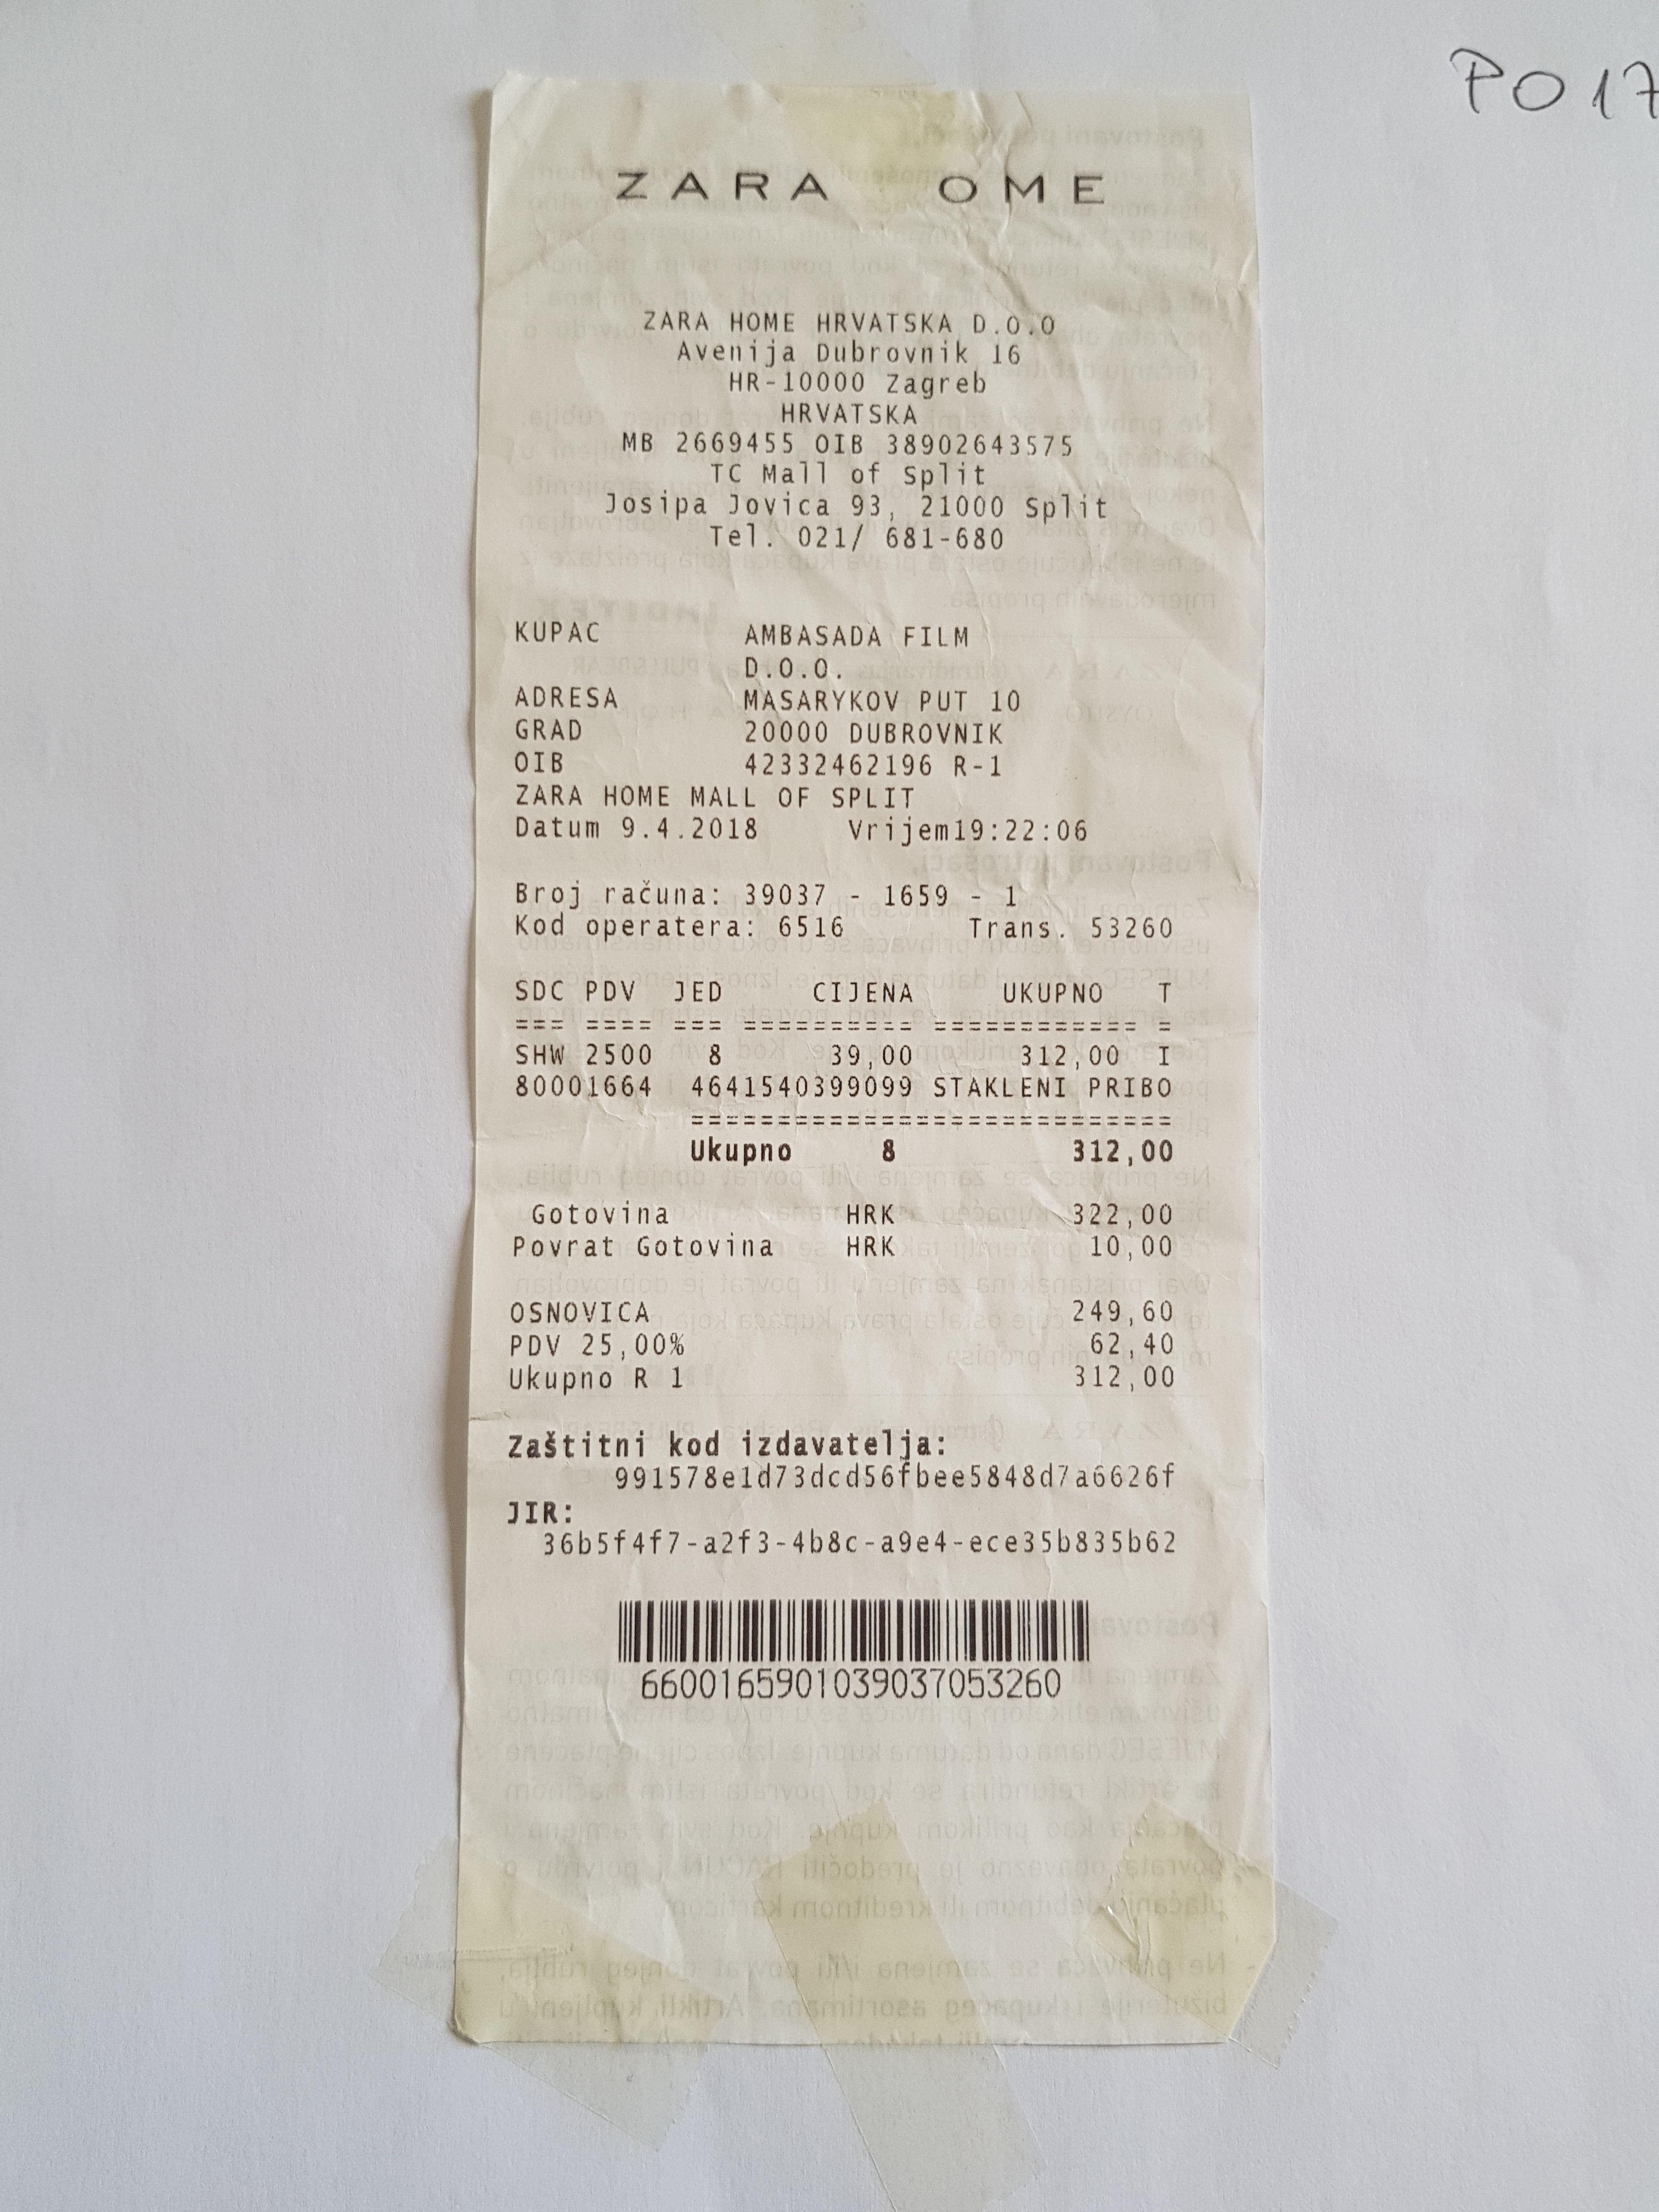 PO17
ZARA OME
ZARA HOME HRVATSKA D.O.O
Avenija Dubrovnik 16
HR-10000 Zagreb
HRVATSKA
MB 2669455 OIB 38902643575
TC Mall of Split
Josipa Jovica 93, 21000 Split
Tel. 021/ 681-680
KUPAC AMBASADA FILM
D.O.O.
ADRESA MASARYKOV PUT 10
GRAD 20000 DUBROVNIK
OIB 42332462196 R-1
ZARA HOME MALL OF SPLIT
Datum 9.4.2018 Vrijem19:22:06
Broj računa: 39037 - 1659 - 1
Kod operatera: 6516 Trans. 53260
SDC PDV JED CIJENA UKUPNO T
=== ==== === ========== ============ =
SHW 2500 8 39,00 312,00 I
80001664 4641540399099 STAKLENI PRIBO
===========================
Ukupno 8 312,00
Gotovina HRK 322,00
Povrat Gotovina HRK 10,00
OSNOVICA 249,60
PDV 25,00% 62,40
Ukupno R 1 312,00
Zaštitni kod izdavatelja:
991578e1d73dcd56fbee5848d7a6626f
JIR:
36b5f4f7-a2f3-4b8c-a9e4-ece35b835b62
6600165901039037053260